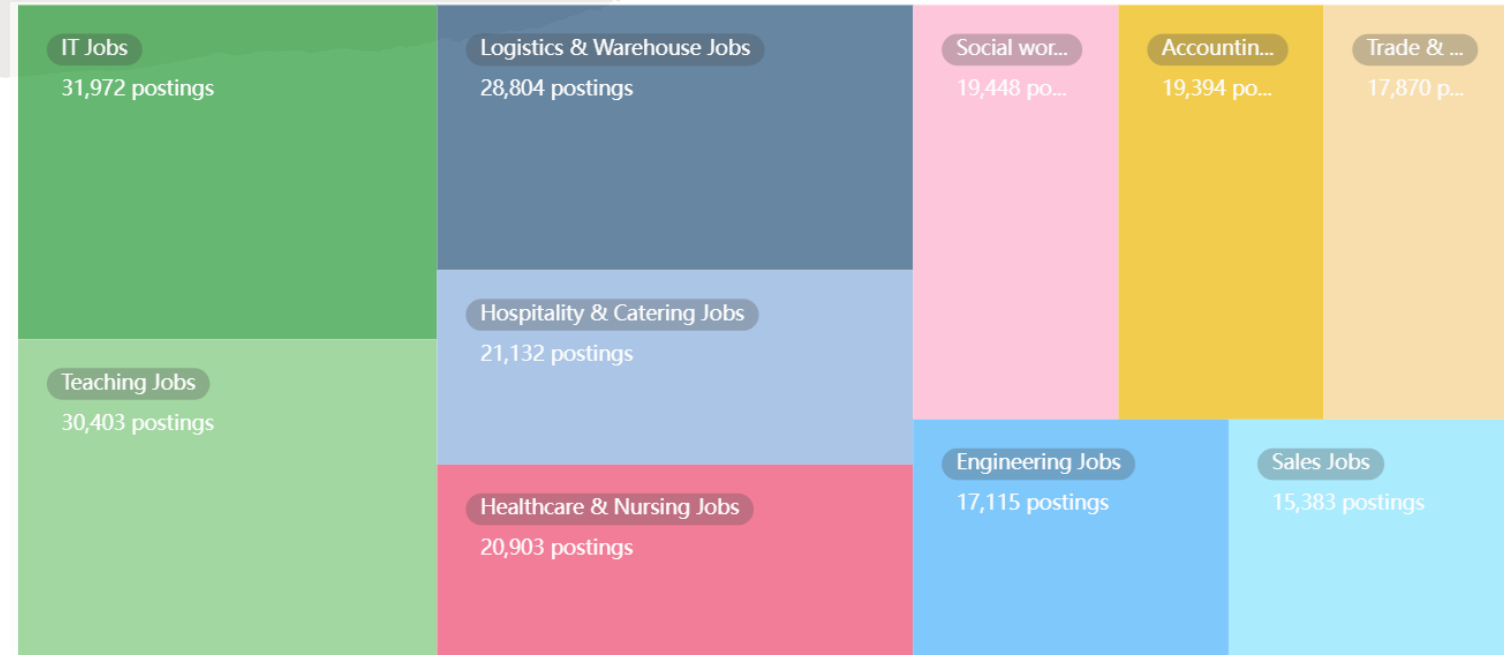 IT Jobs
31,972 postings
Teaching Jobs
30,403 postings
Logistics & Warehouse Jobs
28,804 postings
Hospitality & Catering Jobs
21,132 postings
Healthcare & Nursing Jobs
20,903 postings
Social wor...
19,448 po...
Accountin...
19,394 po...
Trade & ...
17,870 p...
Engineering Jobs
17,115 postings
Sales Jobs
15,383 postings